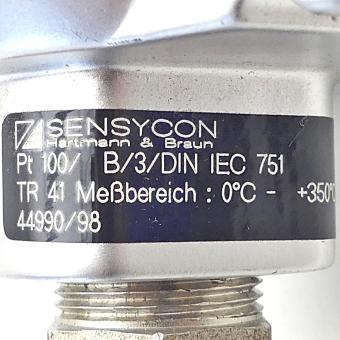 SENSYCON
Hartmann & Braun
Pt 100/ B/3/DIN IEC 751
TR 41 Meßbereich : 0°C - +350°C
44990/98